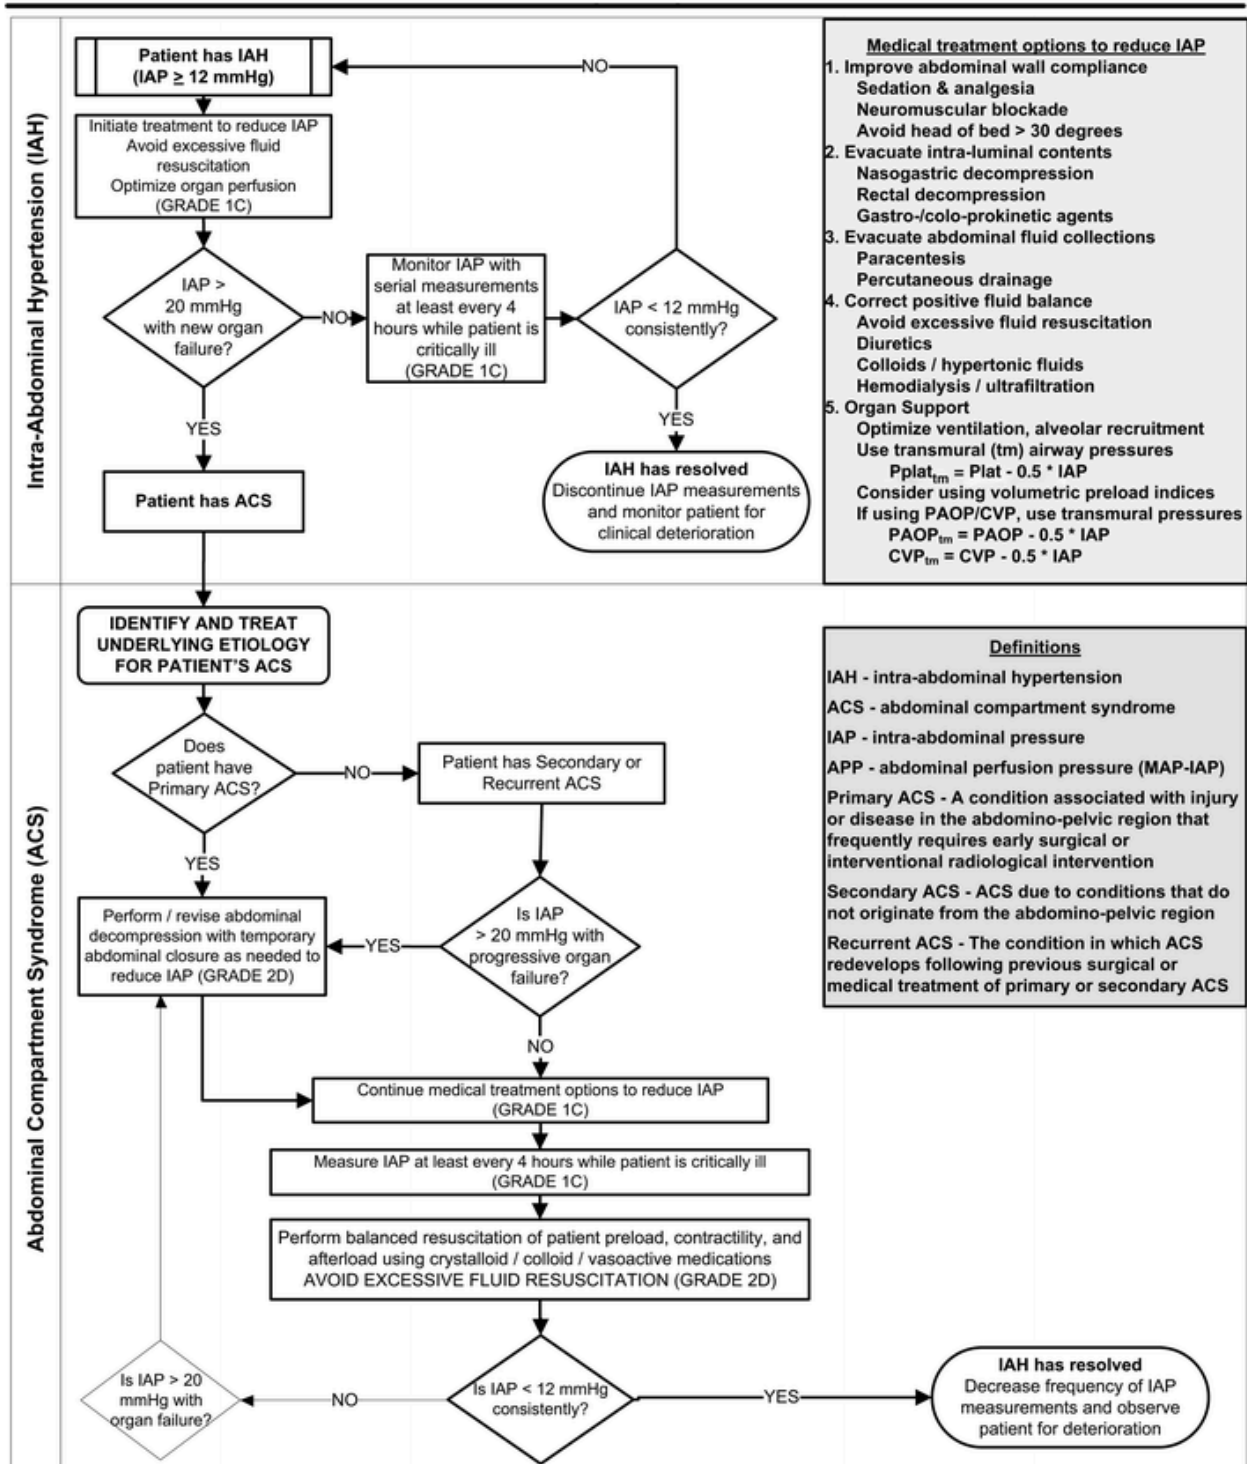 Intra-Abdominal Hypertension (IAH)
Patient has IAH
(IAP ≥ 12 mmHg)
NO
Initiate treatment to reduce IAP
Avoid excessive fluid
resuscitation
Optimize organ perfusion
(GRADE 1C)
IAP >
20 mmHg
with new organ
failure?
NO
Monitor IAP with
serial measurements
at least every 4
hours while patient is
critically ill
(GRADE 1C)
IAP < 12 mmHg
consistently?
YES
YES
Patient has ACS
IAH has resolved
Discontinue IAP measurements
and monitor patient for
clinical deterioration
Medical treatment options to reduce IAP
1. Improve abdominal wall compliance
Sedation & analgesia
Neuromuscular blockade
Avoid head of bed > 30 degrees
2. Evacuate intra-luminal contents
Nasogastric decompression
Rectal decompression
Gastro-/colo-prokinetic agents
3. Evacuate abdominal fluid collections
Paracentesis
Percutaneous drainage
4. Correct positive fluid balance
Avoid excessive fluid resuscitation
Diuretics
Colloids / hypertonic fluids
Hemodialysis / ultrafiltration
5. Organ Support
Optimize ventilation, alveolar recruitment
Use transmural (tm) airway pressures
Pplattm = Plat - 0.5 * IAP
Consider using volumetric preload indices
If using PAOP/CVP, use transmural pressures
PAOPtm = PAOP - 0.5 * IAP
CVPtm = CVP - 0.5 * IAP
Abdominal Compartment Syndrome (ACS)
IDENTIFY AND TREAT
UNDERLYING ETIOLOGY
FOR PATIENT'S ACS
Does
patient have
Primary ACS?
NO
Patient has Secondary or
Recurrent ACS
YES
Perform / revise abdominal
decompression with temporary
abdominal closure as needed to
reduce IAP (GRADE 2D)
YES
Is IAP
> 20 mmHg with
progressive organ
failure?
NO
Continue medical treatment options to reduce IAP
(GRADE 1C)
Measure IAP at least every 4 hours while patient is critically ill
(GRADE 1C)
Perform balanced resuscitation of patient preload, contractility, and
afterload using crystalloid / colloid / vasoactive medications
AVOID EXCESSIVE FLUID RESUSCITATION (GRADE 2D)
Is IAP > 20
mmHg with
organ failure?
NO
Is IAP < 12 mmHg
consistently?
YES
IAH has resolved
Decrease frequency of IAP
measurements and observe
patient for deterioration
Definitions
IAH - intra-abdominal hypertension
ACS - abdominal compartment syndrome
IAP - intra-abdominal pressure
APP - abdominal perfusion pressure (MAP-IAP)
Primary ACS - A condition associated with injury
or disease in the abdomino-pelvic region that
frequently requires early surgical or
interventional radiological intervention
Secondary ACS - ACS due to conditions that do
not originate from the abdomino-pelvic region
Recurrent ACS - The condition in which ACS
redevelops following previous surgical or
medical treatment of primary or secondary ACS